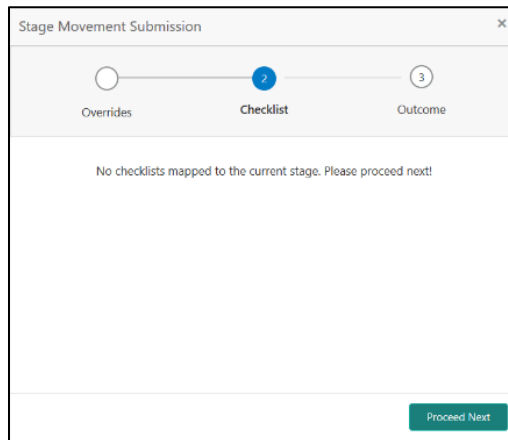 Stage Movement Submission ×
2 3
Overrides Checklist Outcome
No checklists mapped to the current stage. Please proceed next!
Proceed Next